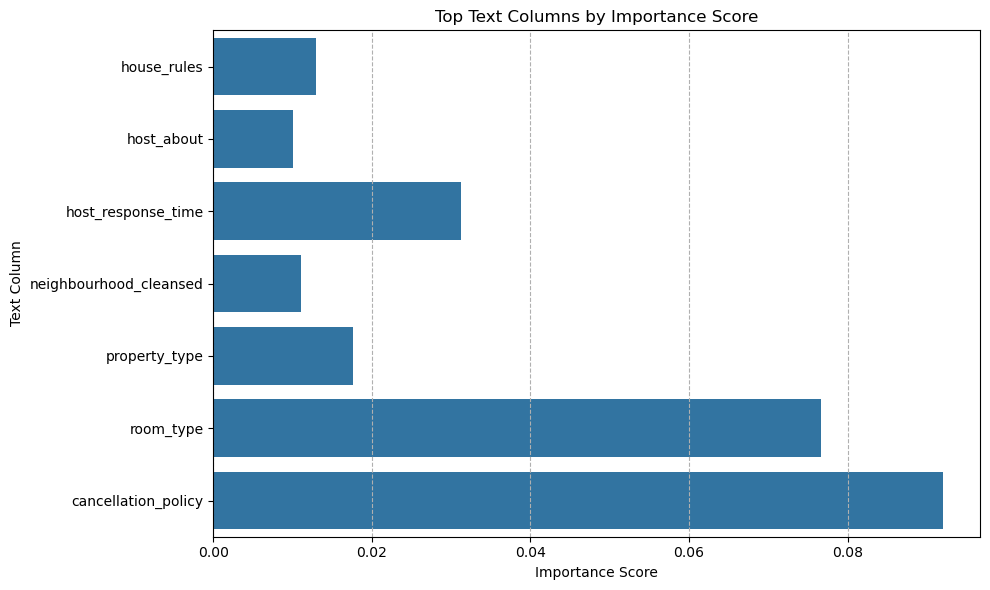 Top Text Columns by Importance Score
Text Column
house_rules
host_about
host_response_time
neighbourhood_cleansed
property_type
room_type
cancellation_policy
0.00 0.02 0.04 0.06 0.08
Importance Score